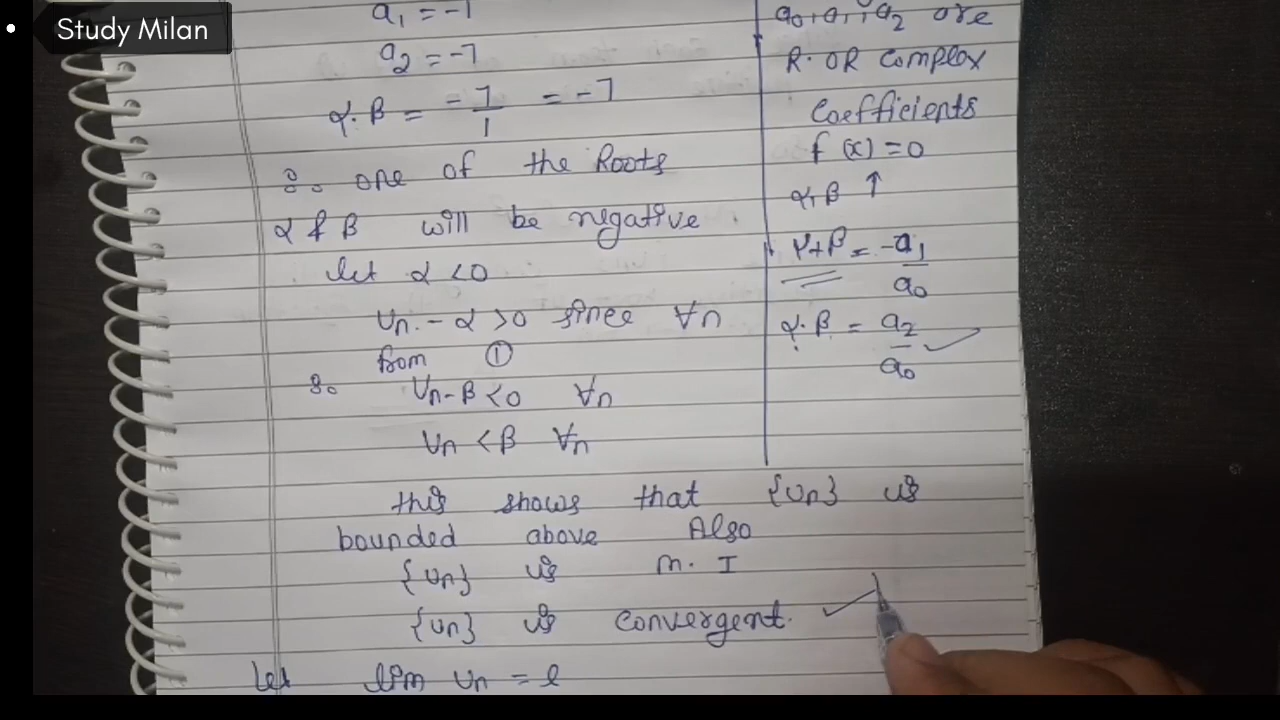 Study Milan
a₁ = -1
a₂ = -7
α. β = -7/1 = -7
∴ one of the Roots
α & β will be negative.
let α < 0
Un - α > 0 since ∀n
from ①
So Un - β < 0 ∀n
Un < β ∀n
this shows that {Un} is
bounded above Also
{Un} is M. I
{Un} is Convergent.
Let lim Un = l
a₀, a₁, a₂ are
R. OR Complex
Coefficients
f (x) = 0
α, β ↑
α+β = -a₁/a₀
α. β = a₂/a₀